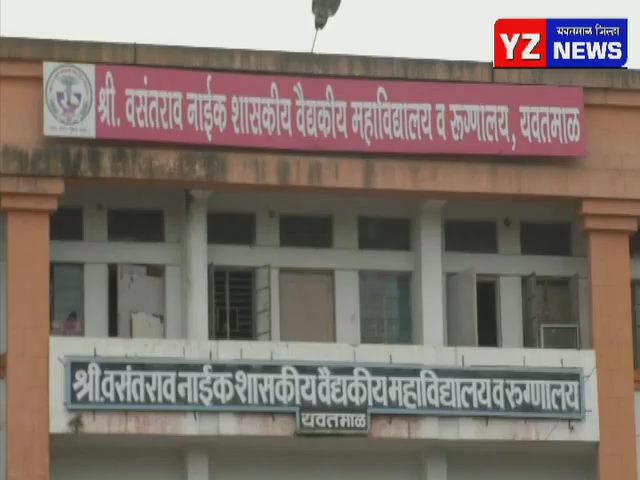 यवतमाळ जिल्हा
YZ NEWS
श्री. वसंतराव नाईक शासकीय वैद्यकीय महाविद्यालय व रूग्णालय, यवतमाळ
श्री.वसंतराव नाईक शासकीय वैद्यकीय महाविद्यालय व रुग्णालय
यवतमाळ